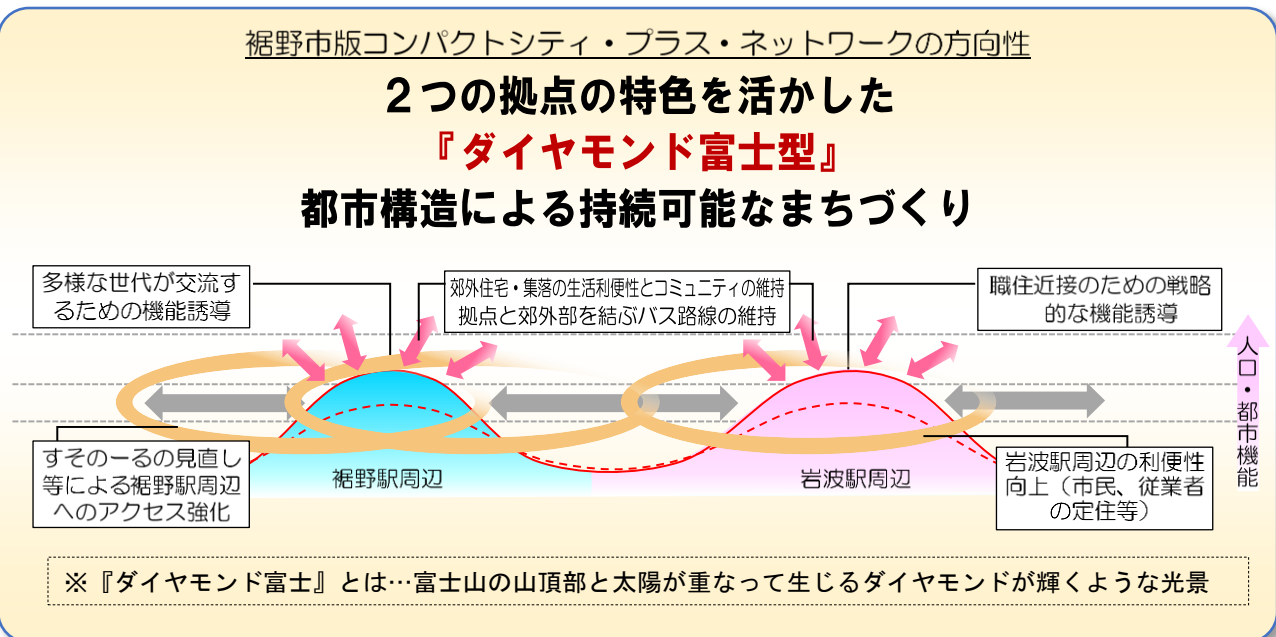 裾野市版コンパクトシティ・プラス・ネットワークの方向性
２つの拠点の特色を活かした
『ダイヤモンド富士型』
都市構造による持続可能なまちづくり
多様な世代が交流す
るための機能誘導
郊外住宅・集落の生活利便性とコミュニティの維持
拠点と郊外部を結ぶバス路線の維持
職住近接のための戦略
的な機能誘導
人口・都市機能
すそのーるの見直し
等による裾野駅周辺
へのアクセス強化
裾野駅周辺
岩波駅周辺
岩波駅周辺の利便性
向上（市民、従業者
の定住等）
※『ダイヤモンド富士』とは…富士山の山頂部と太陽が重なって生じるダイヤモンドが輝くような光景